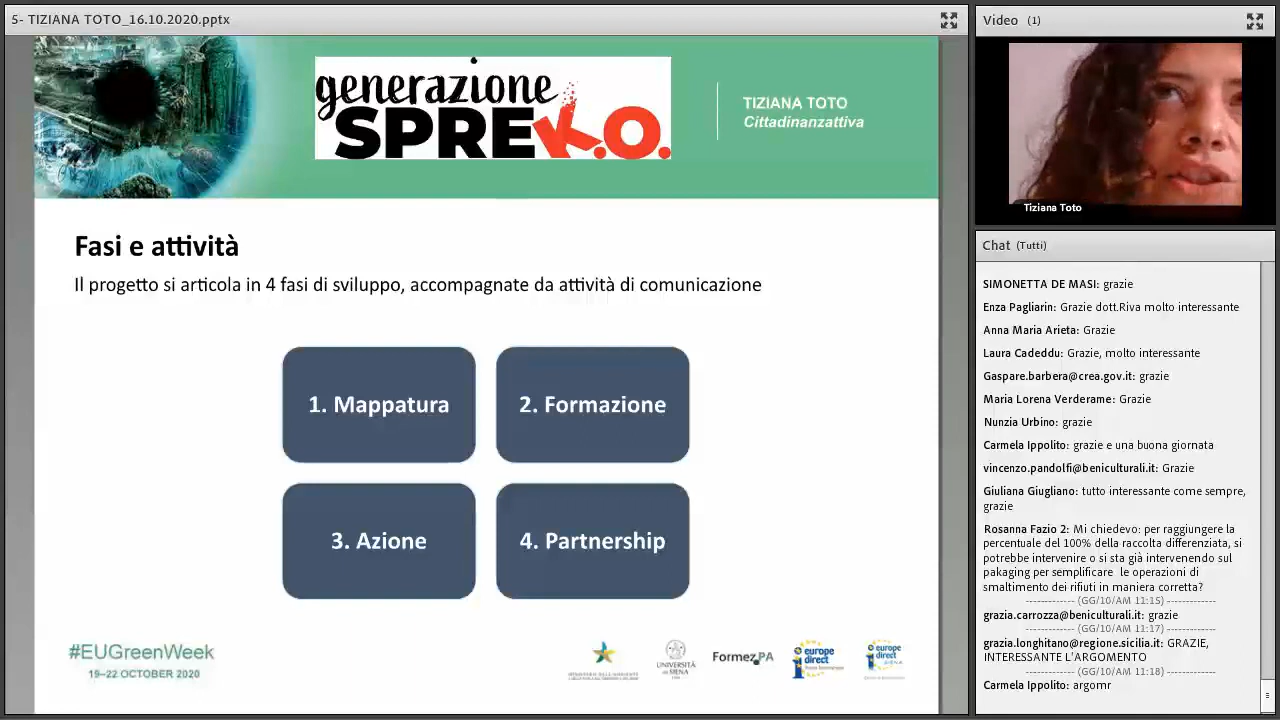 5- TIZIANA TOTO_16.10.2020.pptx
generazione
SPREK.O.
TIZIANA TOTO
Cittadinanzattiva
Fasi e attività
Il progetto si articola in 4 fasi di sviluppo, accompagnate da attività di comunicazione
1. Mappatura
2. Formazione
3. Azione
4. Partnership
#EUGreenWeek
19–22 OCTOBER 2020
UNIVERSITÀ
DI SIENA
FormezPA
europe
direct
europe
direct
SIENA
Video (1)
Tiziana Toto
Chat (Tutti)
SIMONETTA DE MASI: grazie
Enza Pagliarin: Grazie dott.Riva molto interessante
Anna Maria Arieta: Grazie
Laura Cadeddu: Grazie, molto interessante
Gaspare.barbera@crea.gov.it: grazie
Maria Lorena Verderame: Grazie
Nunzia Urbino: grazie
Carmela Ippolito: grazie e una buona giornata
vincenzo.pandolfi@beniculturali.it: Grazie
Giuliana Giugliano: tutto interessante come sempre,
grazie
Rosanna Fazio 2: Mi chiedevo: per raggiungere la
percentuale del 100% della raccolta differenziata, si
potrebbe intervenire o si sta già intervenendo sul
pakaging per semplificare le operazioni di
smaltimento dei rifiuti in maniera corretta?
------------- (GG/10/AM 11:15) -------------
grazia.carrozza@beniculturali.it: grazie
------------- (GG/10/AM 11:17) -------------
grazia.longhitano@regione.sicilia.it: GRAZIE,
INTERESSANTE L'ARGOMENTO
------------- (GG/10/AM 11:18) -------------
Carmela Ippolito: argomr